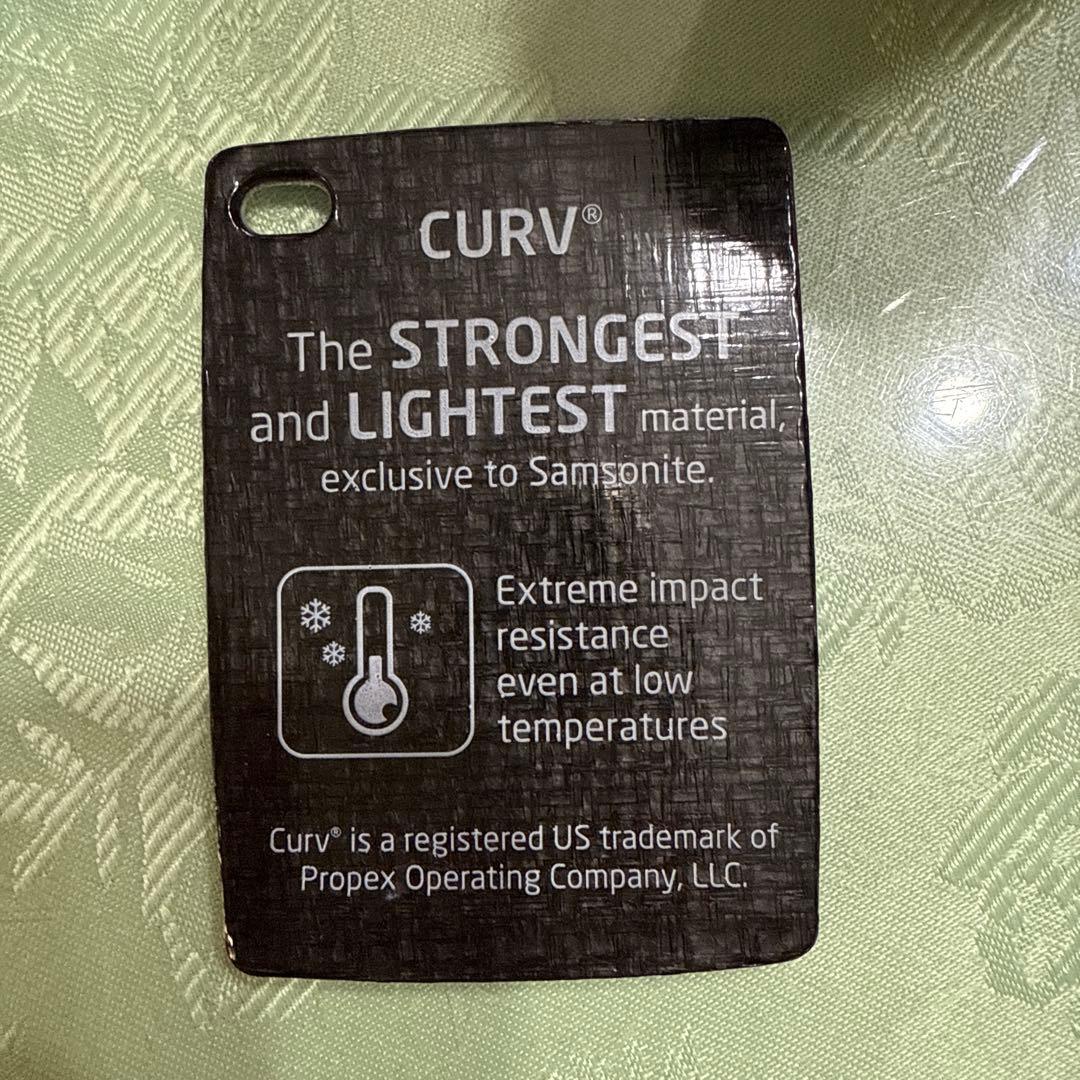 CURV®
The STRONGEST
and LIGHTEST material,
exclusive to Samsonite.
Extreme impact
resistance
even at low
temperatures
Curv® is a registered US trademark of
Propex Operating Company, LLC.